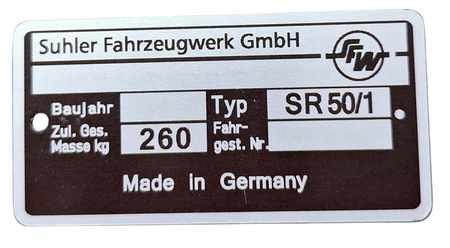 Suhler Fahrzeugwerk GmbH
SFW
Baujahr
Typ
SR 50/1
Zul. Ges.
Masse kg
260
Fahr-
gest. Nr.
Made in Germany